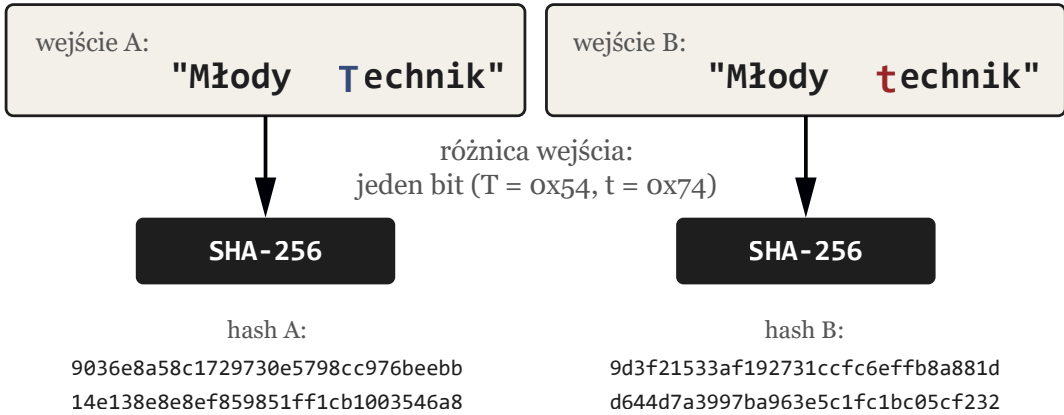 wejście A:
"Młody Technik"
wejście B:
"Młody technik"
różnica wejścia:
jeden bit (T = 0x54, t = 0x74)
SHA-256
SHA-256
hash A:
9036e8a58c1729730e5798cc976beebb
14e138e8e8ef859851ff1cb1003546a8
hash B:
9d3f21533af192731ccfc6effb8a881d
d644d7a3997ba963e5c1fc1bc05cf232